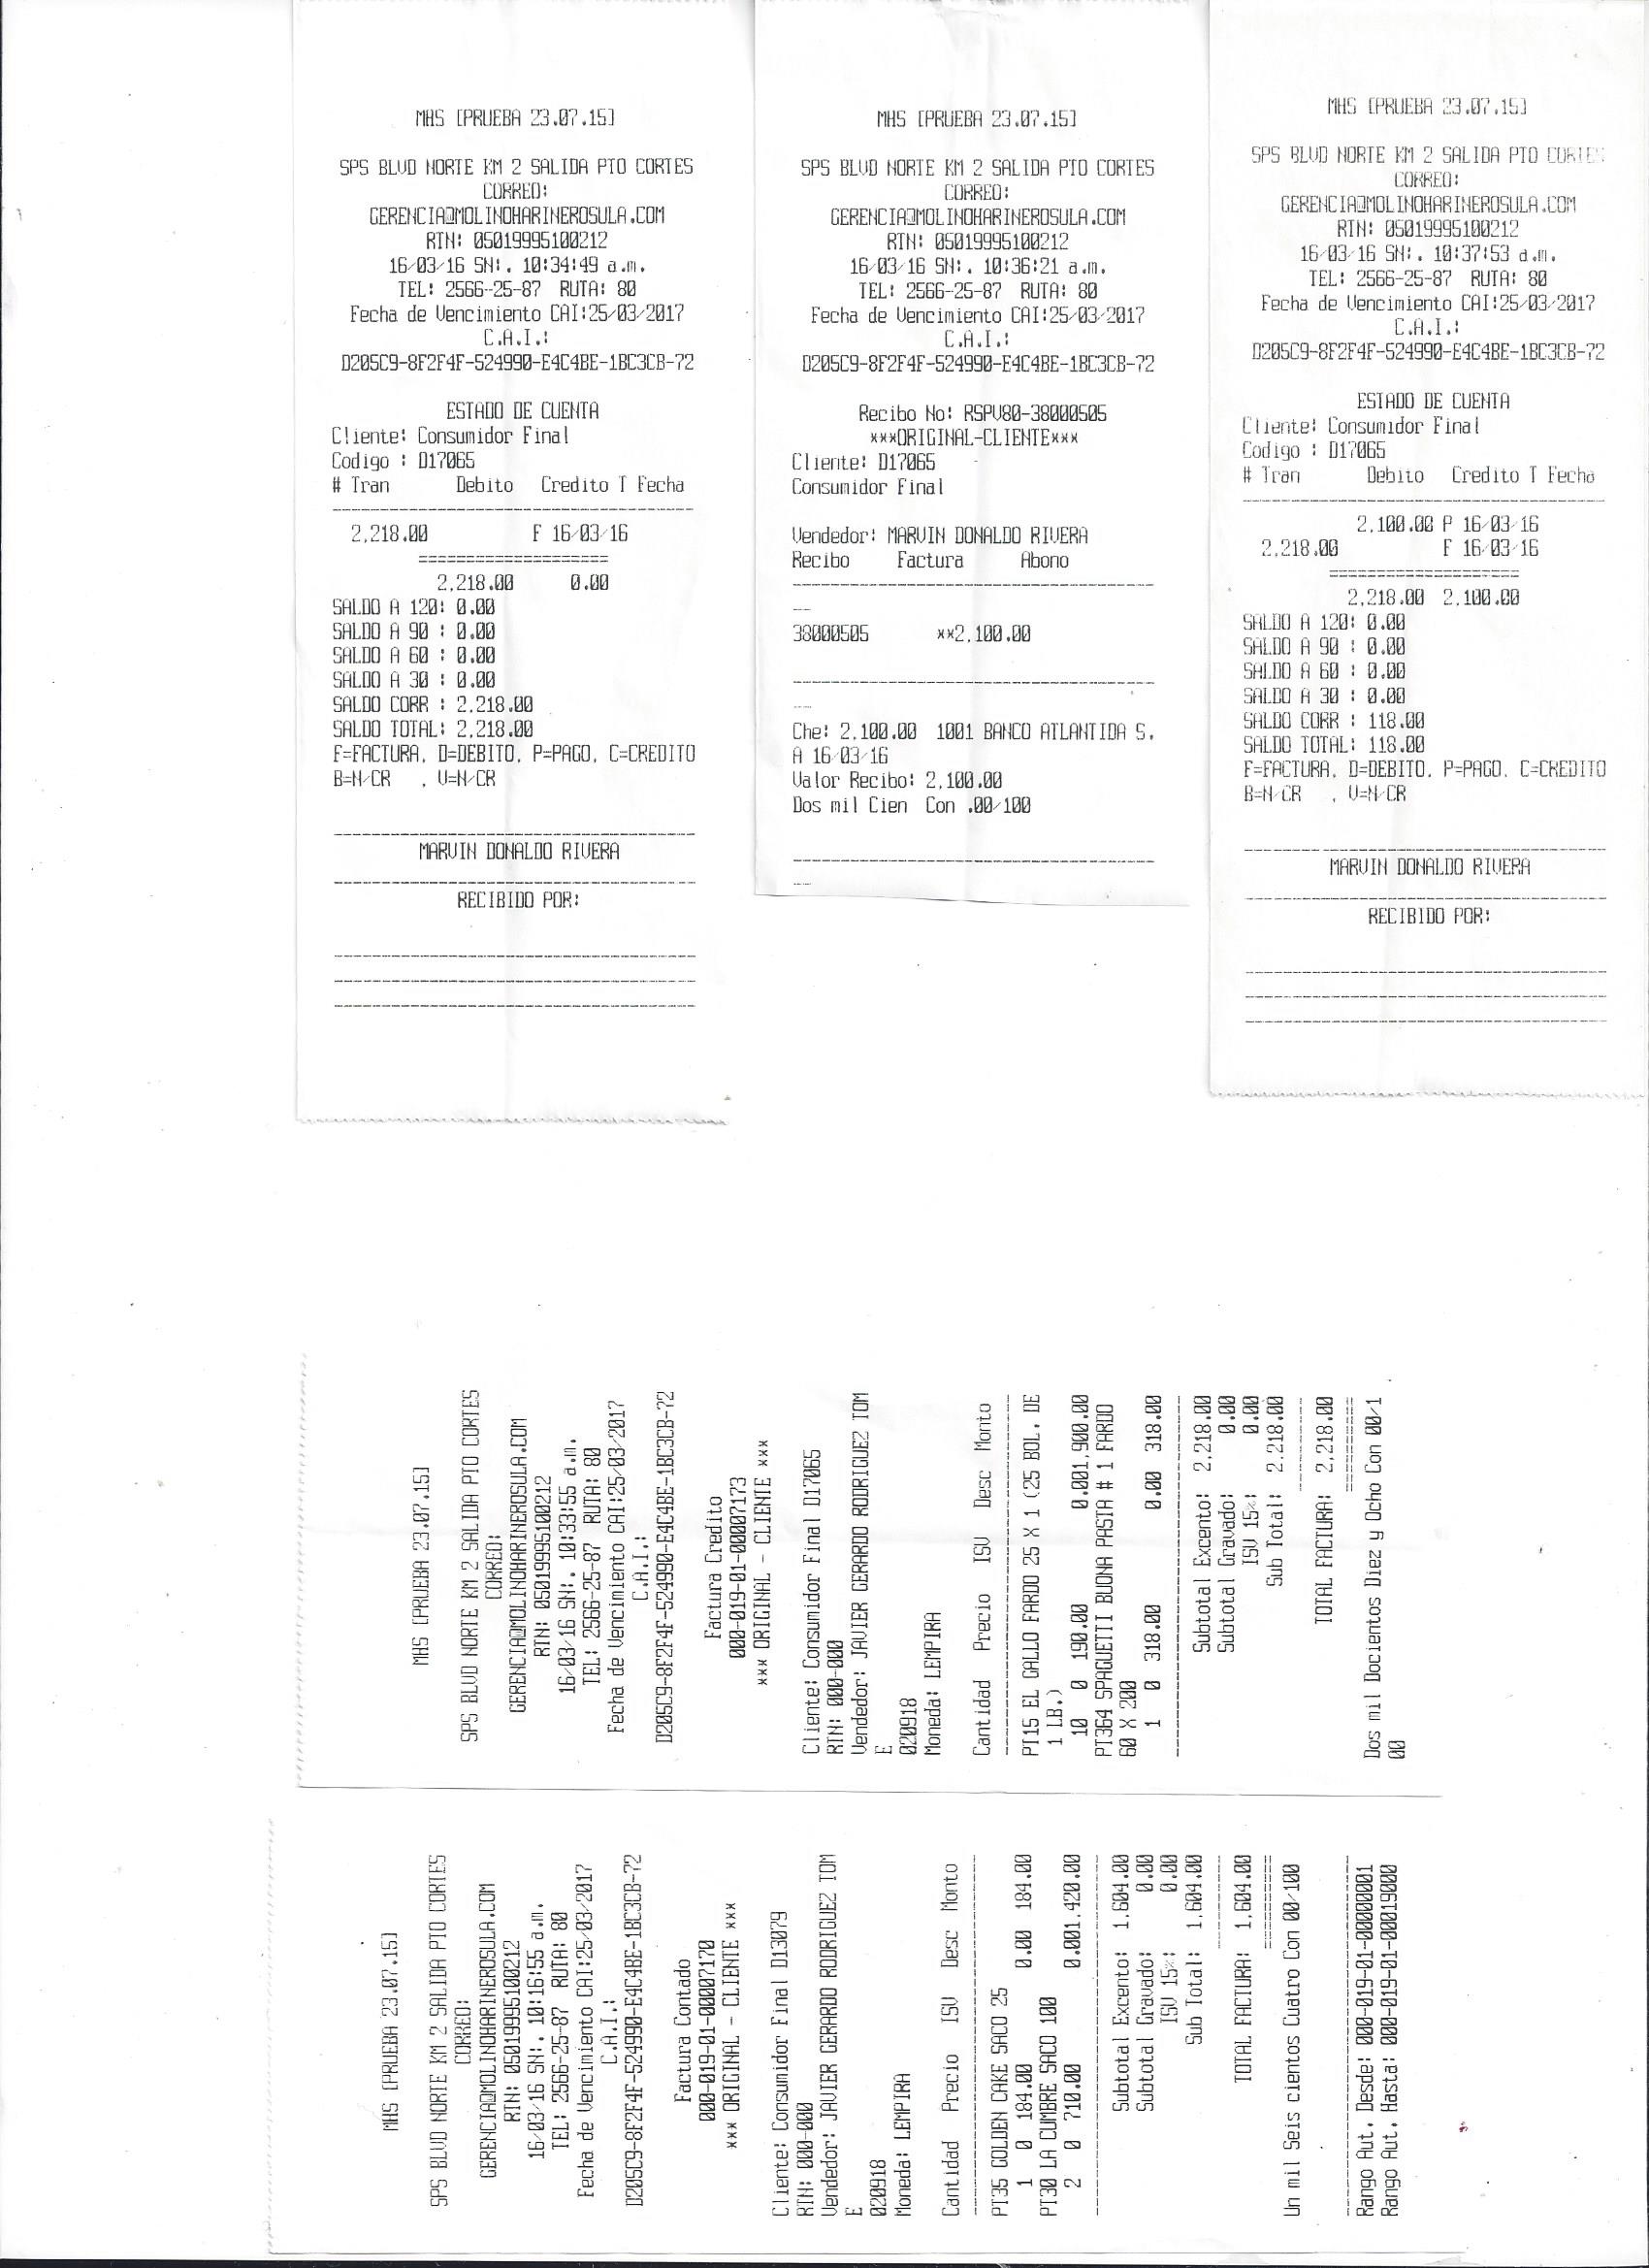 MHS [PRUEBA 23.07.15]
SPS BLVD NORTE KM 2 SALIDA PTO CORTES
CORREO:
GERENCIA@MOLINOHARINEROSULA.COM
RTN: 05019995100212
16/03/16 SN:. 10:34:49 a.m.
TEL: 2566-25-87 RUTA: 80
Fecha de Vencimiento CAI:25/03/2017
C.A.I.:
D205C9-8F2F4F-524990-E4C4BE-1BC3CB-72
ESTADO DE CUENTA
Cliente: Consumidor Final
Codigo : D17065
# Tran Debito Credito T Fecha
2,218.00 F 16/03/16
2,218.00 0.00
SALDO A 120: 0.00
SALDO A 90 : 0.00
SALDO A 60 : 0.00
SALDO A 30 : 0.00
SALDO CORR : 2,218.00
SALDO TOTAL: 2,218.00
F=FACTURA, D=DEBITO, P=PAGO, C=CREDITO
B=N/CR , V=N/CR
MARVIN DONALDO RIVERA
RECIBIDO POR:
MHS [PRUEBA 23.07.15]
SPS BLVD NORTE KM 2 SALIDA PTO CORTES
CORREO:
GERENCIA@MOLINOHARINEROSULA.COM
RTN: 05019995100212
16/03/16 SN:. 10:36:21 a.m.
TEL: 2566-25-87 RUTA: 80
Fecha de Vencimiento CAI:25/03/2017
C.A.I.:
D205C9-8F2F4F-524990-E4C4BE-1BC3CB-72
Recibo No: RSPV80-38000505
***ORIGINAL-CLIENTE***
Cliente: D17065
Consumidor Final
Vendedor: MARVIN DONALDO RIVERA
Recibo Factura Abono
38000505 **2,100.00
Che: 2,100.00 1001 BANCO ATLANTIDA S.
A 16/03/16
Valor Recibo: 2,100.00
Dos mil Cien Con .00/100
MHS [PRUEBA 23.07.15]
SPS BLVD NORTE KM 2 SALIDA PTO CORTES
CORREO:
GERENCIA@MOLINOHARINEROSULA.COM
RTN: 05019995100212
16/03/16 SN:. 10:37:53 a.m.
TEL: 2566-25-87 RUTA: 80
Fecha de Vencimiento CAI:25/03/2017
C.A.I.:
D205C9-8F2F4F-524990-E4C4BE-1BC3CB-72
ESTADO DE CUENTA
Cliente: Consumidor Final
Codigo : D17065
# Tran Debito Credito T Fecha
2,100.00 P 16/03/16
2,218.00 F 16/03/16
2,218.00 2,100.00
SALDO A 120: 0.00
SALDO A 90 : 0.00
SALDO A 60 : 0.00
SALDO A 30 : 0.00
SALDO CORR : 118.00
SALDO TOTAL: 118.00
F=FACTURA, D=DEBITO, P=PAGO, C=CREDITO
B=N/CR , V=N/CR
MARVIN DONALDO RIVERA
RECIBIDO POR:
MHS [PRUEBA 23.07.15]
SPS BLVD NORTE KM 2 SALIDA PTO CORTES
CORREO:
GERENCIA@MOLINOHARINEROSULA.COM
RTN: 05019995100212
16/03/16 SN:. 10:33:55 a.m.
TEL: 2566-25-87 RUTA: 80
Fecha de Vencimiento CAI:25/03/2017
C.A.I.:
D205C9-8F2F4F-524990-E4C4BE-1BC3CB-72
Factura Credito
000-019-01-00007173
*** ORIGINAL - CLIENTE ***
Cliente: Consumidor Final D17065
RTN: 000-000
Vendedor: JAVIER GERARDO RODRIGUEZ TOM
E
020918
Moneda: LEMPIRA
Cantidad Precio ISV Desc Monto
PT15 EL GALLO FARDO 25 X 1 (25 BOL. DE
1 LB.)
10 0 190.00 0.001,900.00
PT364 SPAGUETI BUONA PASTA # 1 FARDO
60 X 200
1 0 318.00 0.00 318.00
Subtotal Excento: 2,218.00
Subtotal Gravado: 0.00
ISV 15%: 0.00
Sub Total: 2,218.00
TOTAL FACTURA: 2,218.00
Dos mil Docientos Diez y Ocho Con 00/1
00
MHS [PRUEBA 23.07.15]
SPS BLVD NORTE KM 2 SALIDA PTO CORTES
CORREO:
GERENCIA@MOLINOHARINEROSULA.COM
RTN: 05019995100212
16/03/16 SN:. 10:16:55 a.m.
TEL: 2566-25-87 RUTA: 80
Fecha de Vencimiento CAI:25/03/2017
C.A.I.:
D205C9-8F2F4F-524990-E4C4BE-1BC3CB-72
Factura Contado
000-019-01-00007170
*** ORIGINAL - CLIENTE ***
Cliente: Consumidor Final D13079
RTN: 000-000
Vendedor: JAVIER GERARDO RODRIGUEZ TOM
E
020918
Moneda: LEMPIRA
Cantidad Precio ISV Desc Monto
PT35 GOLDEN CAKE SACO 25
1 0 184.00 0.00 184.00
PT30 LA CUMBRE SACO 100
2 0 710.00 0.001,420.00
Subtotal Excento: 1,604.00
Subtotal Gravado: 0.00
ISV 15%: 0.00
Sub Total: 1,604.00
TOTAL FACTURA: 1,604.00
Un mil Seis cientos Cuatro Con 00/100
Rango Aut. Desde: 000-019-01-00000001
Rango Aut. Hasta: 000-019-01-00019000